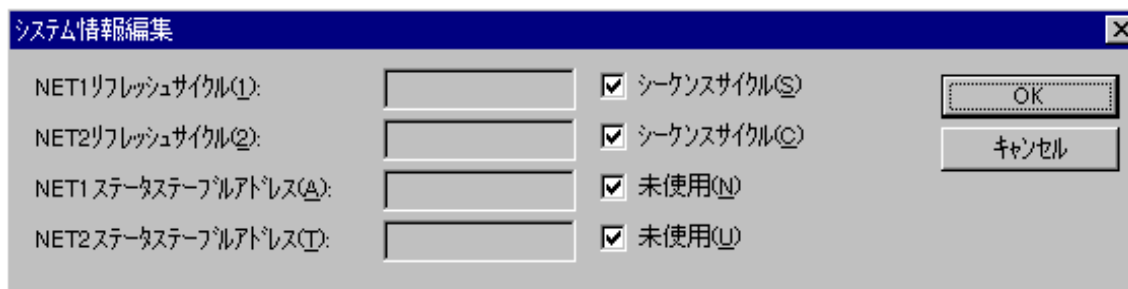 システム情報編集
NET1リフレッシュサイクル(1): シーケンスサイクル(S) OK
NET2リフレッシュサイクル(2): シーケンスサイクル(C) キャンセル
NET1ステータステーブルアドレス(A): 未使用(N)
NET2ステータステーブルアドレス(T): 未使用(U)